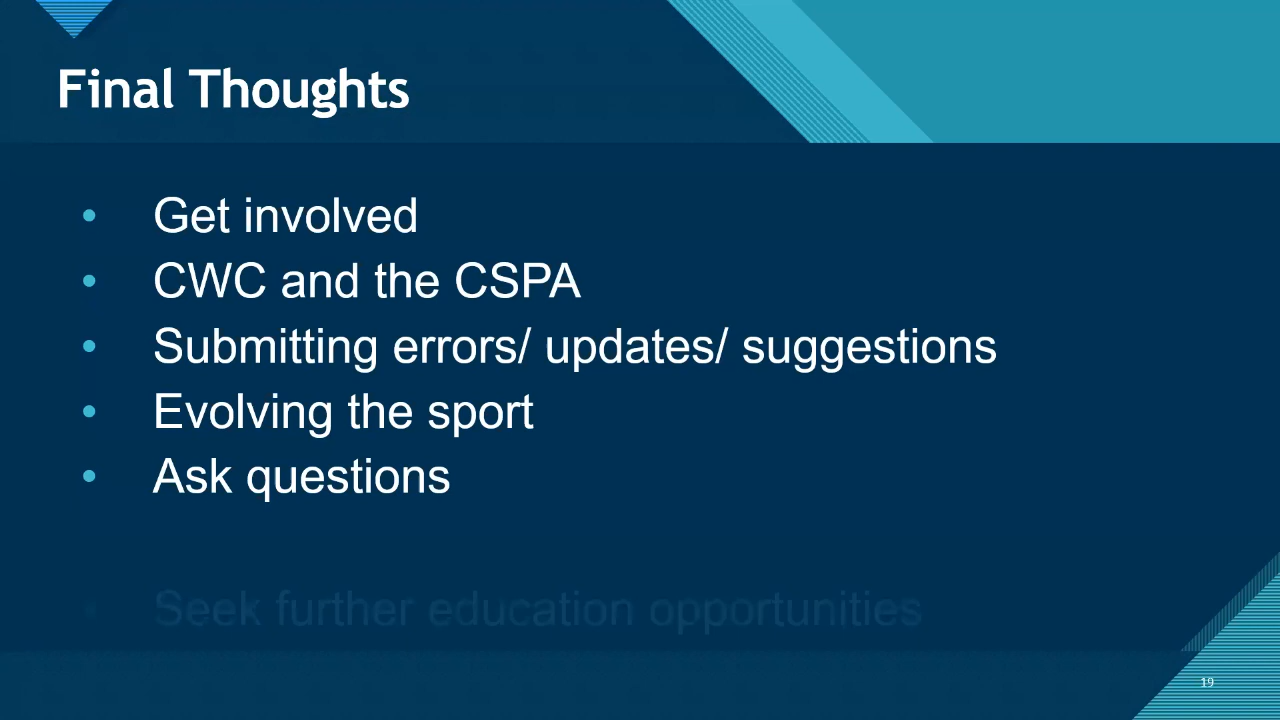 Final Thoughts
• Get involved
• CWC and the CSPA
• Submitting errors/ updates/ suggestions
• Evolving the sport
• Ask questions
• Seek further education opportunities
19